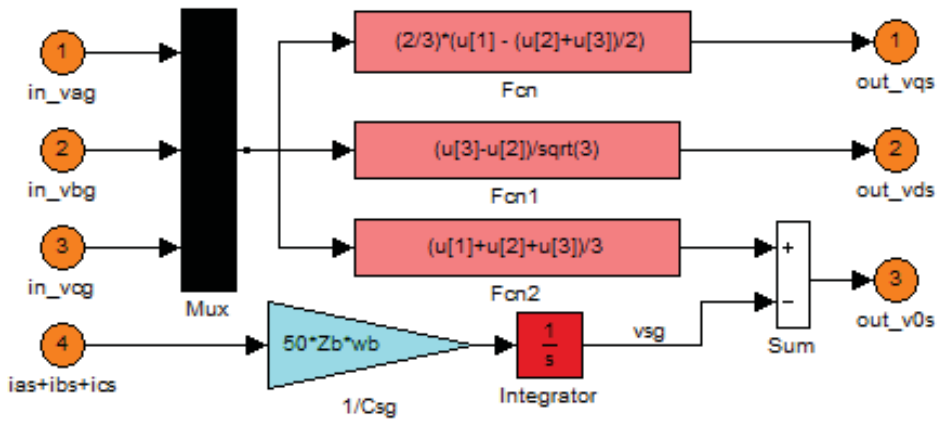 1
in_vag
2
in_vbg
3
in_vcg
4
ias+ibs+ics
Mux
(2/3)*(u[1] - (u[2]+u[3])/2)
Fcn
(u[3]-u[2])/sqrt(3)
Fcn1
(u[1]+u[2]+u[3])/3
Fcn2
50*Zb*wb
1/Csg
1
s
Integrator
vsg
+
−
Sum
1
out_vqs
2
out_vds
3
out_v0s